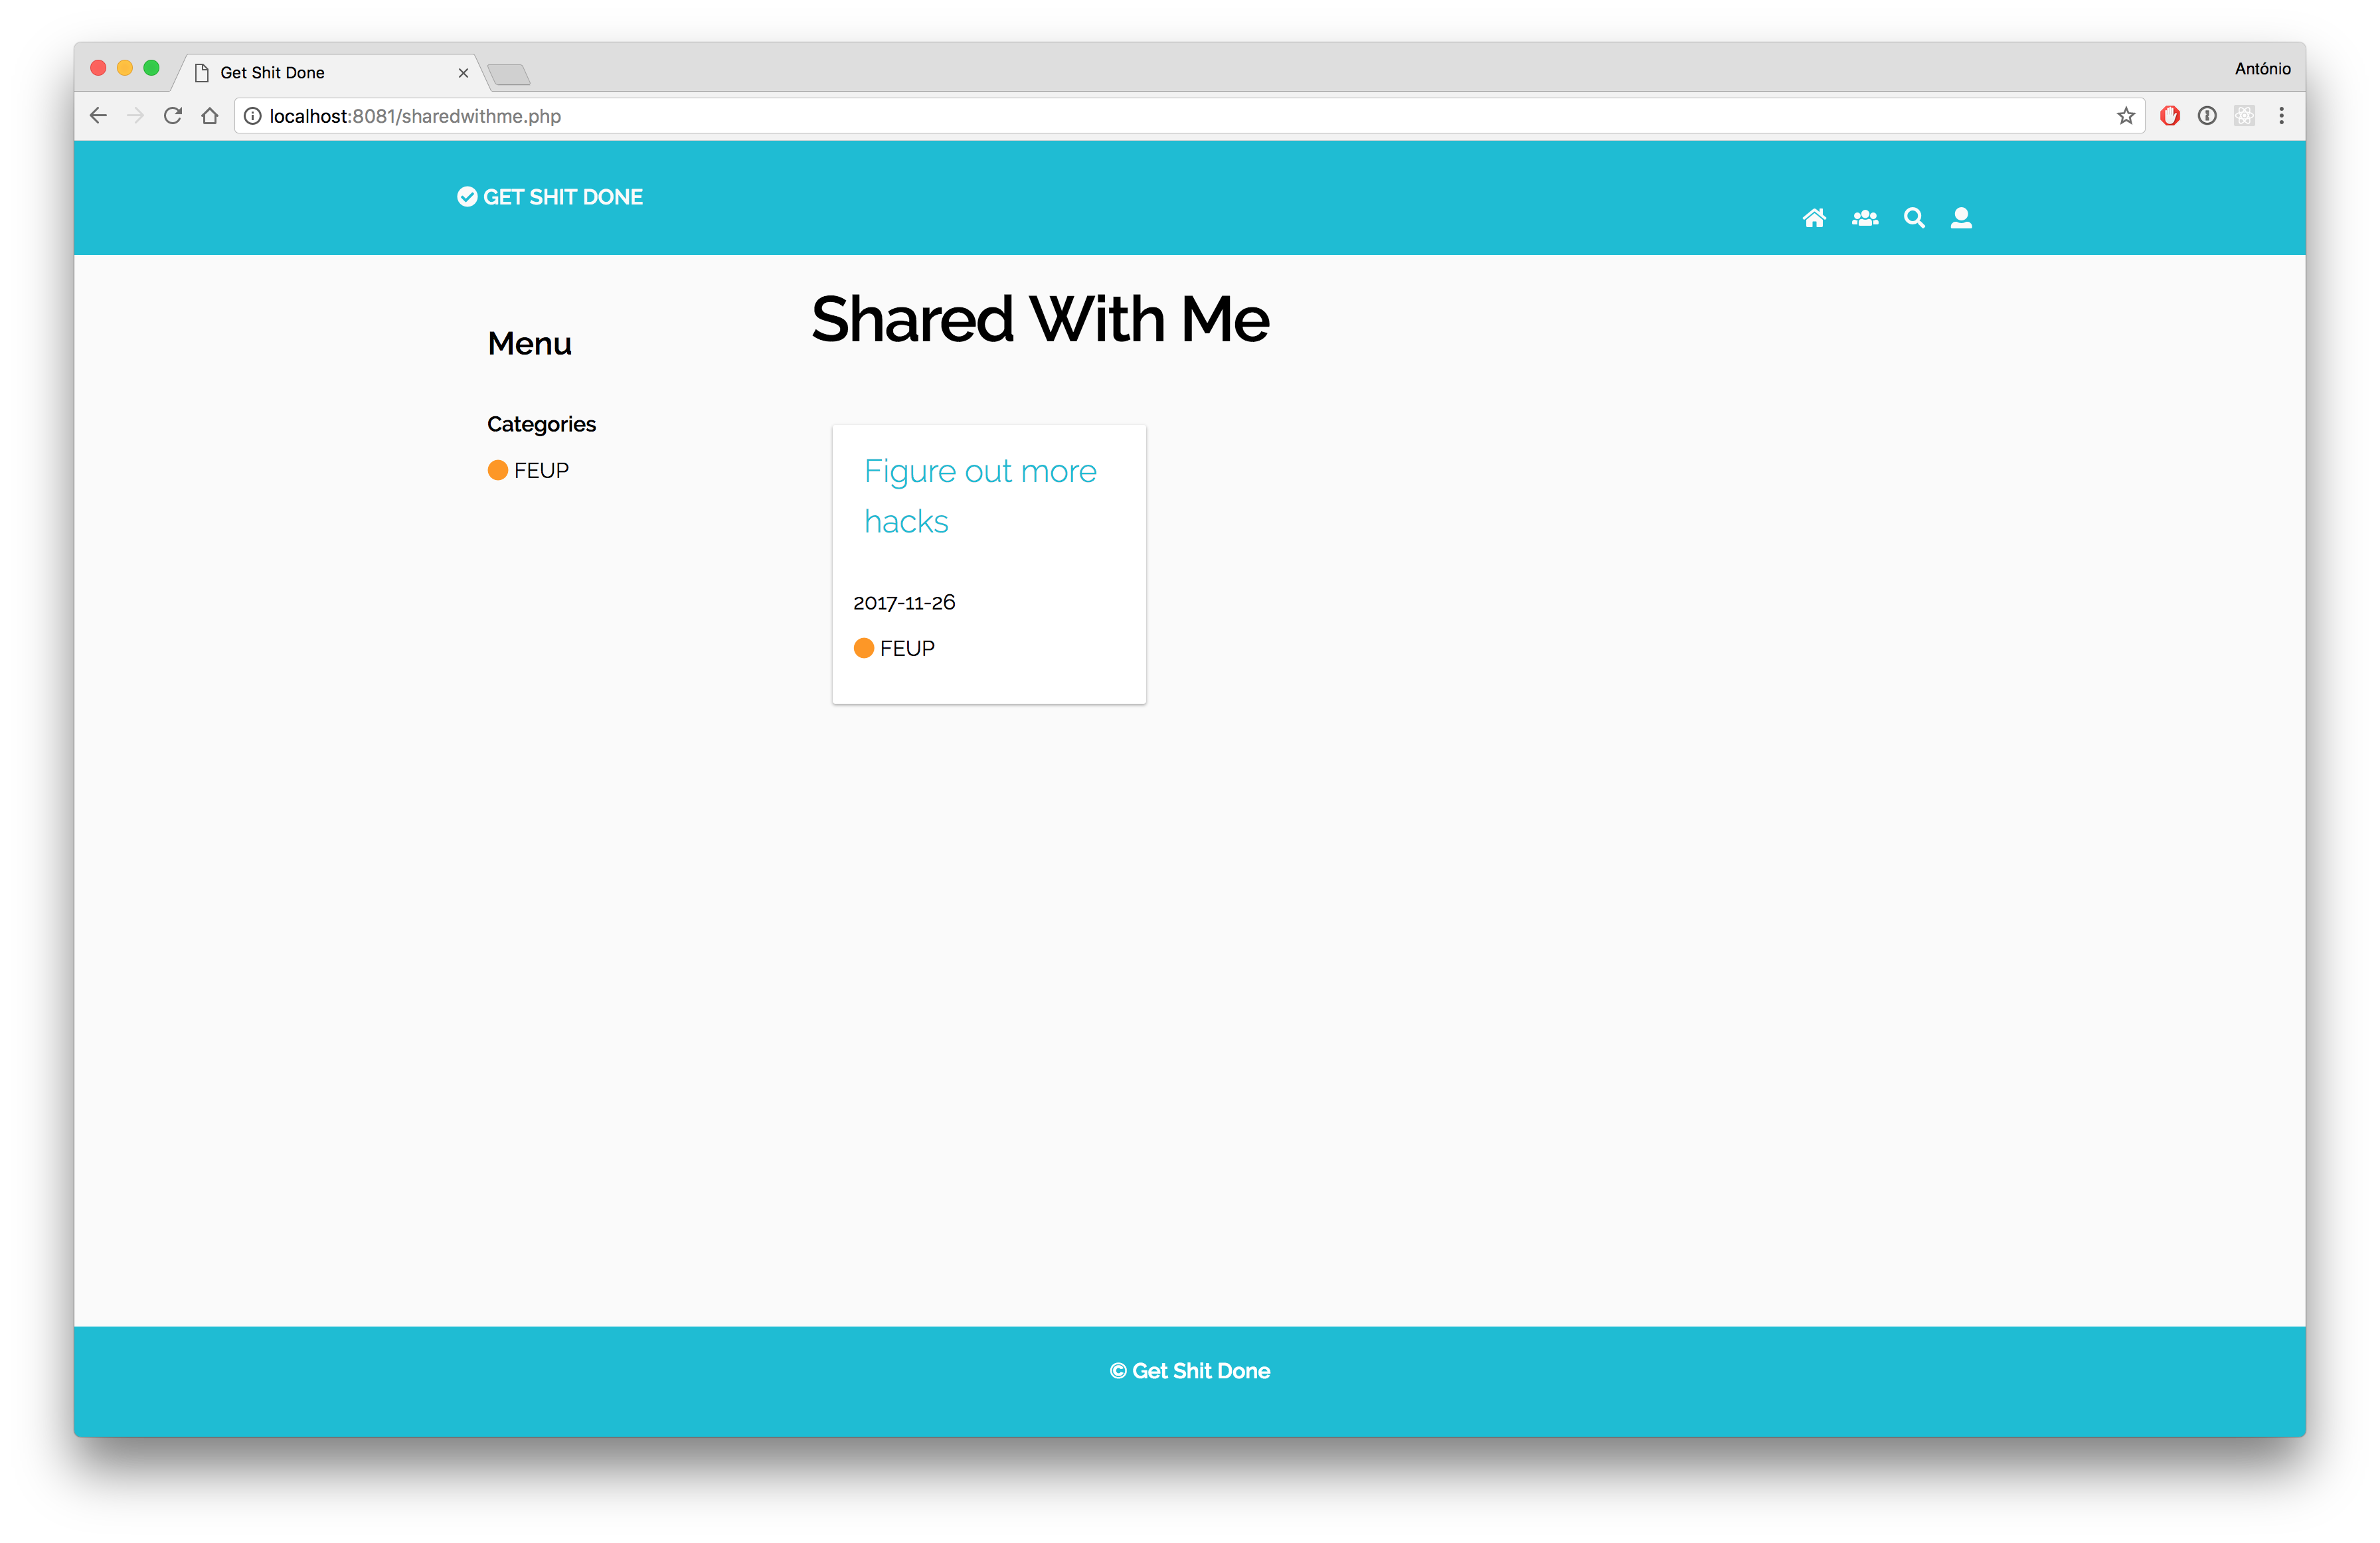 Get Shit Done
António
localhost:8081/sharedwithme.php
GET SHIT DONE
Shared With Me
Menu
Categories
FEUP
Figure out more
hacks
2017-11-26
FEUP
© Get Shit Done